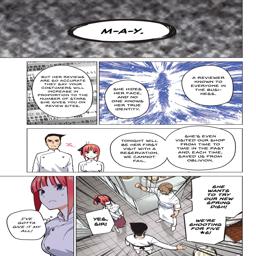 M-A-Y.
A REVIEWER
KNOWN TO
EVERYONE IN
THE BUSI-
NESS.
SHE HIDES
HER FACE,
AND NO
ONE KNOWS
HER TRUE
IDENTITY.
BUT HER REVIEWS
ARE SO ACCURATE
THEY SAY YOUR
CUSTOMERS WILL
INCREASE IN
PROPORTION TO THE
NUMBER OF STARS
SHE GIVES YOU ON
REVIEW SITES.
SHE'S EVEN
VISITED OUR SHOP
FROM TIME TO
TIME IN THE PAST
AND, EACH TIME,
SAVED US FROM
OBLIVION.
TONIGHT WILL
BE HER FIRST
VISIT WITH A
RESERVATION.
WE CANNOT
FAIL.
SHE
WANTS
TO TRY
OUR NEW
SPRING
DISH!
WE'RE
SHOOTING
FOR FIVE
★S!
YES,
SIR!
I'VE
GOTTA
GIVE IT
MY ALL!